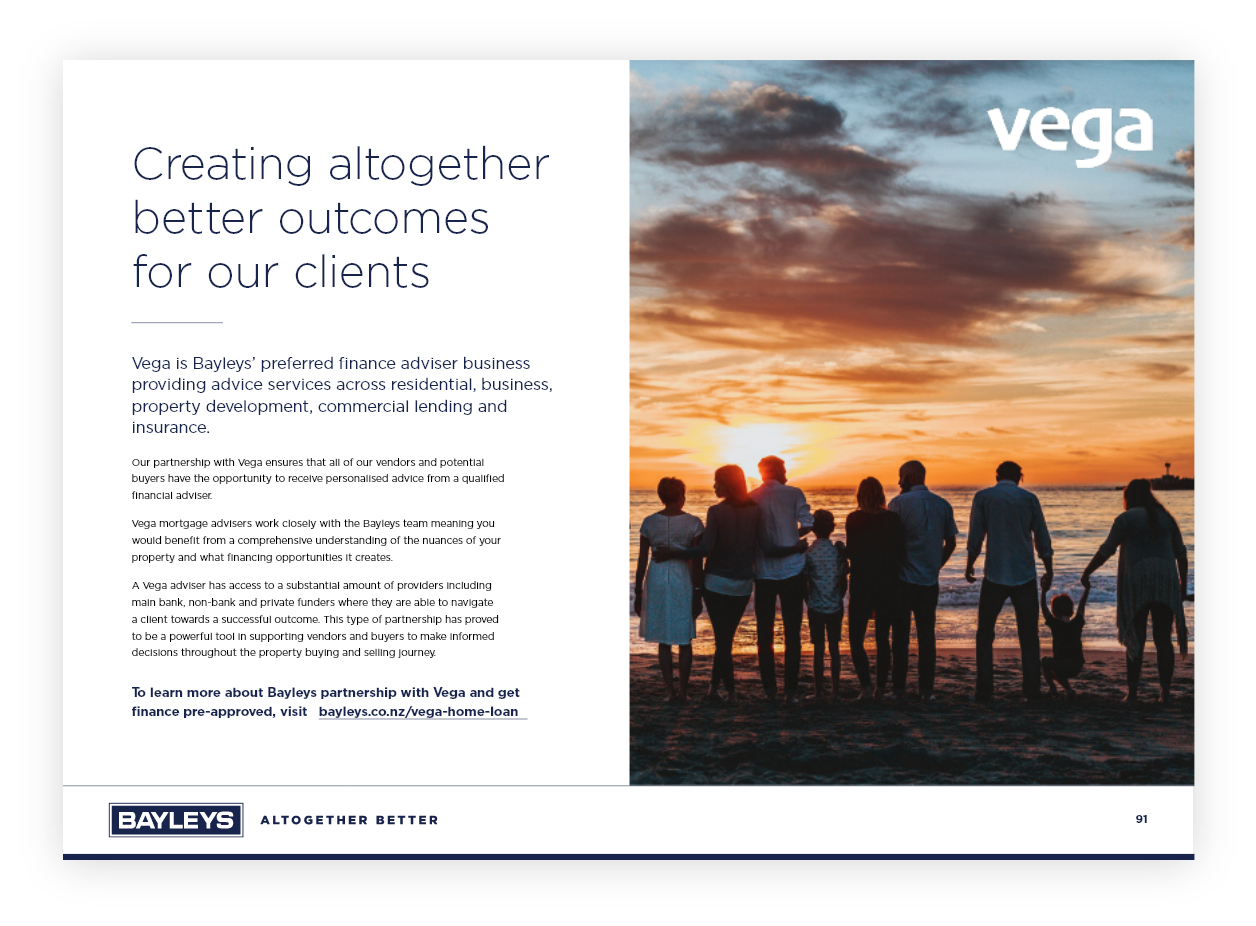 Creating altogether
better outcomes
for our clients
Vega is Bayleys’ preferred finance adviser business
providing advice services across residential, business,
property development, commercial lending and
insurance.
Our partnership with Vega ensures that all of our vendors and potential
buyers have the opportunity to receive personalised advice from a qualified
financial adviser.
Vega mortgage advisers work closely with the Bayleys team meaning you
would benefit from a comprehensive understanding of the nuances of your
property and what financing opportunities it creates.
A Vega adviser has access to a substantial amount of providers including
main bank, non-bank and private funders where they are able to navigate
a client towards a successful outcome. This type of partnership has proved
to be a powerful tool in supporting vendors and buyers to make informed
decisions throughout the property buying and selling journey.
To learn more about Bayleys partnership with Vega and get
finance pre-approved, visit bayleys.co.nz/vega-home-loan
vega
BAYLEYS
ALTOGETHER BETTER
91